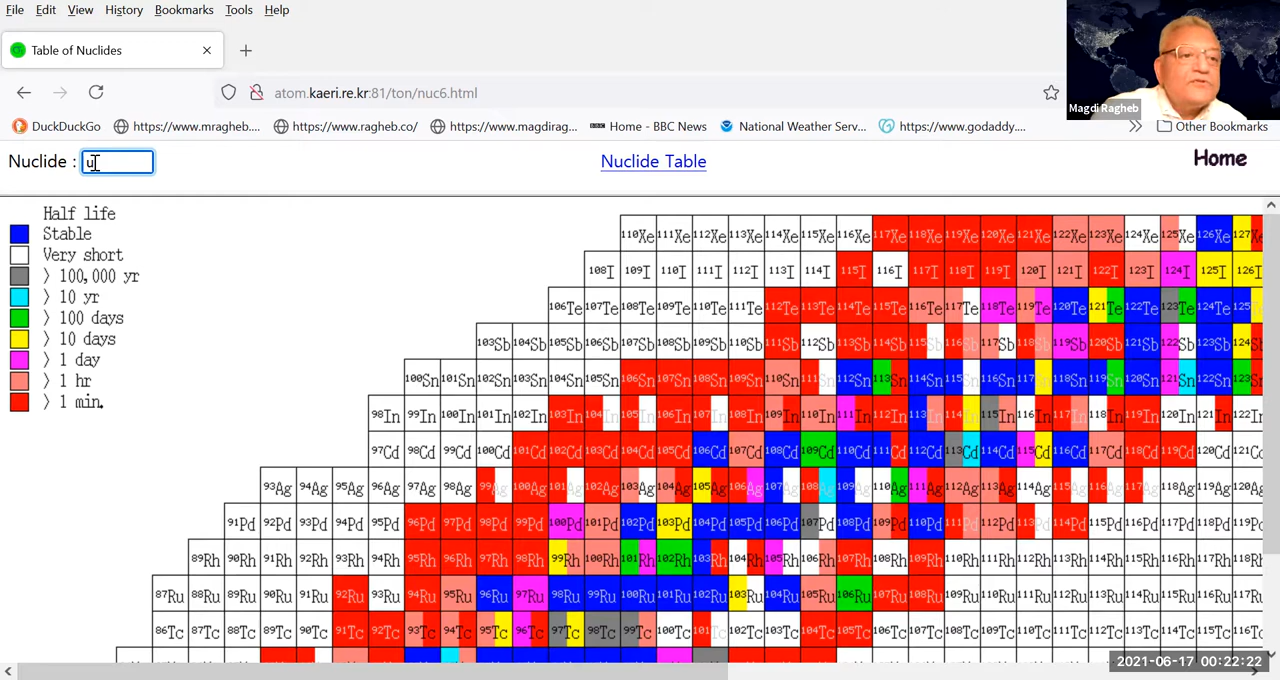 File Edit View History Bookmarks Tools Help
Table of Nuclides
atom.kaeri.re.kr:81/ton/nuc6.html
Magdi Ragheb
DuckDuckGo https://www.mragheb.... https://www.ragheb.co/ https://www.magdirag... Home - BBC News National Weather Serv... https://www.godaddy.... Other Bookmarks
Nuclide : u Nuclide Table Home
Half life
Stable
Very short
> 100,000 yr
> 10 yr
> 100 days
> 10 days
> 1 day
> 1 hr
> 1 min.
110Xe 111Xe 112Xe 113Xe 114Xe 115Xe 116Xe 117Xe 118Xe 119Xe 120Xe 121Xe 122Xe 123Xe 124Xe 125Xe 126Xe 127
108I 109I 110I 111I 112I 113I 114I 115I 116I 117I 118I 119I 120I 121I 122I 123I 124I 125I 126I
106Te 107Te 108Te 109Te 110Te 111Te 112Te 113Te 114Te 115Te 116Te 117Te 118Te 119Te 120Te 121Te 122Te 123Te 124Te 125
103Sb 104Sb 105Sb 106Sb 107Sb 108Sb 109Sb 110Sb 111Sb 112Sb 113Sb 114Sb 115Sb 116Sb 117Sb 118Sb 119Sb 120Sb 121Sb 122Sb 123Sb 124
100Sn 101Sn 102Sn 103Sn 104Sn 105Sn 106Sn 107Sn 108Sn 109Sn 110Sn 111Sn 112Sn 113Sn 114Sn 115Sn 116Sn 117Sn 118Sn 119Sn 120Sn 121Sn 122Sn 123
98In 99In 100In 101In 102In 103In 104In 105In 106In 107In 108In 109In 110In 111In 112In 113In 114In 115In 116In 117In 118In 119In 120In 121In 122
97Cd 98Cd 99Cd 100Cd 101Cd 102Cd 103Cd 104Cd 105Cd 106Cd 107Cd 108Cd 109Cd 110Cd 111Cd 112Cd 113Cd 114Cd 115Cd 116Cd 117Cd 118Cd 119Cd 120Cd 121
93Ag 94Ag 95Ag 96Ag 97Ag 98Ag 99Ag 100Ag 101Ag 102Ag 103Ag 104Ag 105Ag 106Ag 107Ag 108Ag 109Ag 110Ag 111Ag 112Ag 113Ag 114Ag 115Ag 116Ag 117Ag 118Ag 119Ag 120
91Pd 92Pd 93Pd 94Pd 95Pd 96Pd 97Pd 98Pd 99Pd 100Pd 101Pd 102Pd 103Pd 104Pd 105Pd 106Pd 107Pd 108Pd 109Pd 110Pd 111Pd 112Pd 113Pd 114Pd 115Pd 116Pd 117Pd 118Pd 119
89Rh 90Rh 91Rh 92Rh 93Rh 94Rh 95Rh 96Rh 97Rh 98Rh 99Rh 100Rh 101Rh 102Rh 103Rh 104Rh 105Rh 106Rh 107Rh 108Rh 109Rh 110Rh 111Rh 112Rh 113Rh 114Rh 115Rh 116Rh 117Rh 118
87Ru 88Ru 89Ru 90Ru 91Ru 92Ru 93Ru 94Ru 95Ru 96Ru 97Ru 98Ru 99Ru 100Ru 101Ru 102Ru 103Ru 104Ru 105Ru 106Ru 107Ru 108Ru 109Ru 110Ru 111Ru 112Ru 113Ru 114Ru 115Ru 116Ru 117
86Tc 87Tc 88Tc 89Tc 90Tc 91Tc 92Tc 93Tc 94Tc 95Tc 96Tc 97Tc 98Tc 99Tc 100Tc 101Tc 102Tc 103Tc 104Tc 105Tc 106Tc 107Tc 108Tc 109Tc 110Tc 111Tc 112Tc 113Tc 114Tc 115Tc 116
2021-06-17 00:22:22